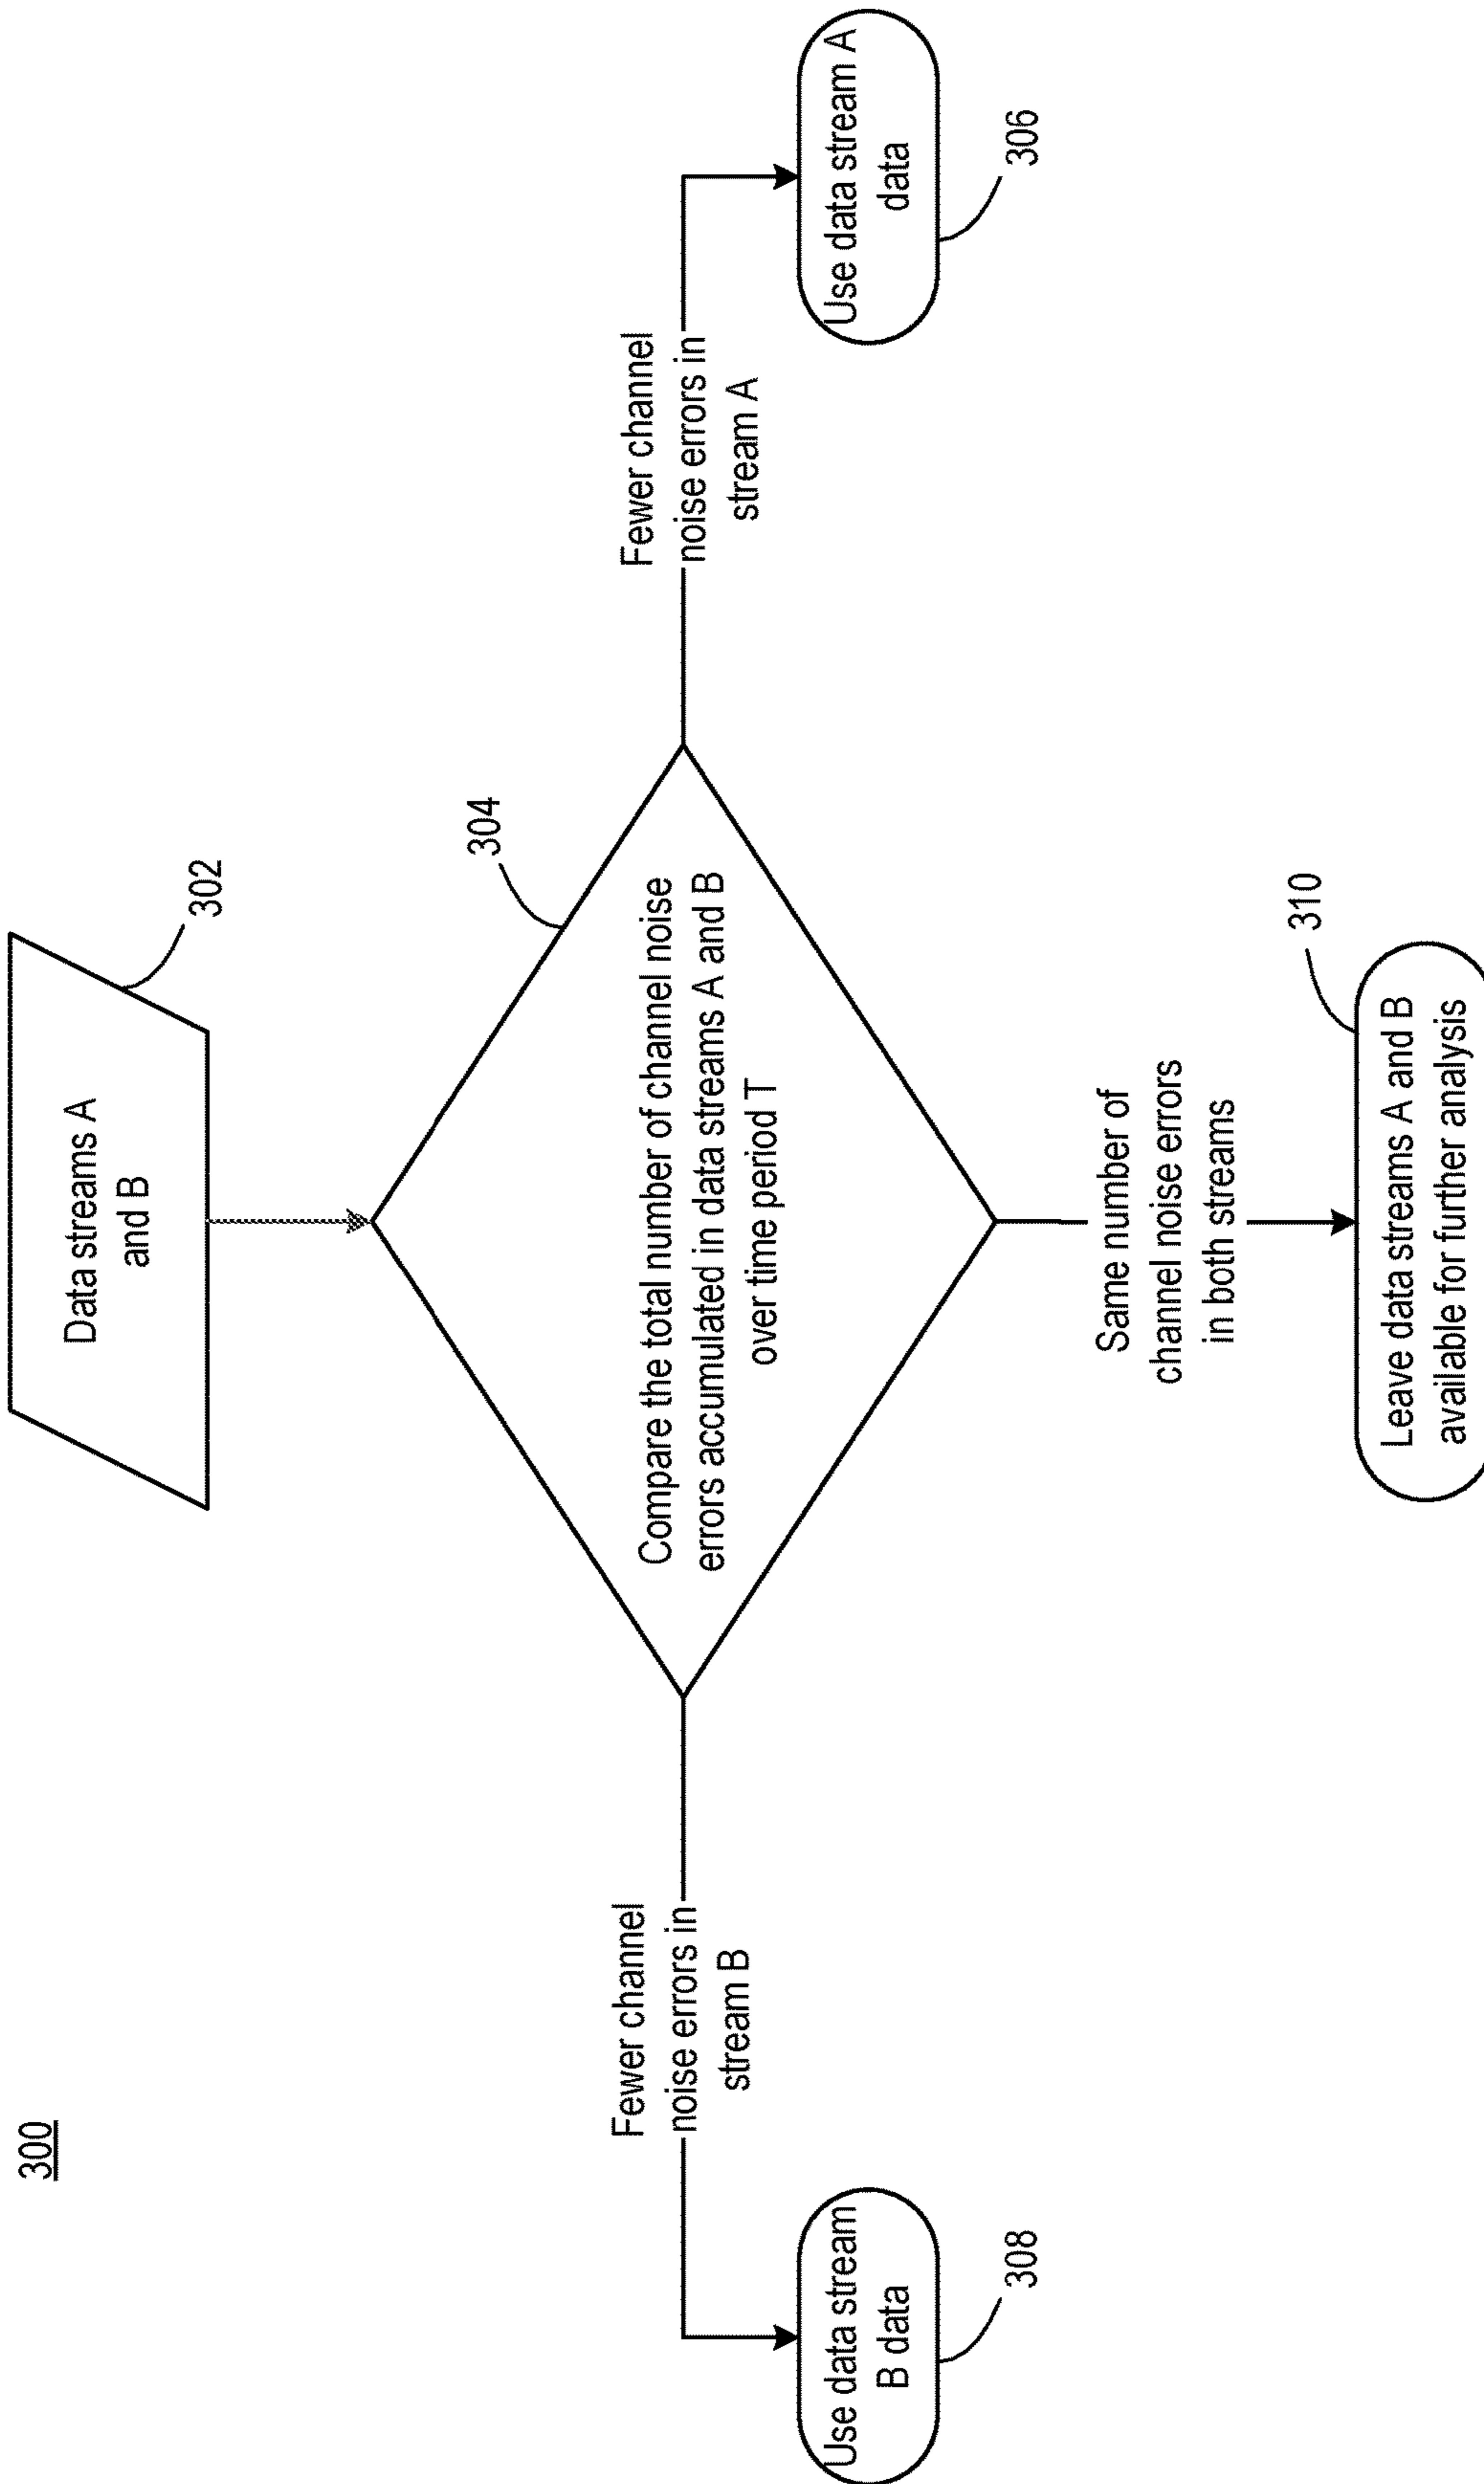 300
Data streams A
and B
302
304
Compare the total number of channel noise
errors accumulated in data streams A and B
over time period T
Fewer channel
noise errors in
stream B
Fewer channel
noise errors in
stream A
Use data stream
B data
308
Use data stream A
data
306
Same number of
channel noise errors
in both streams
310
Leave data streams A and B
available for further analysis